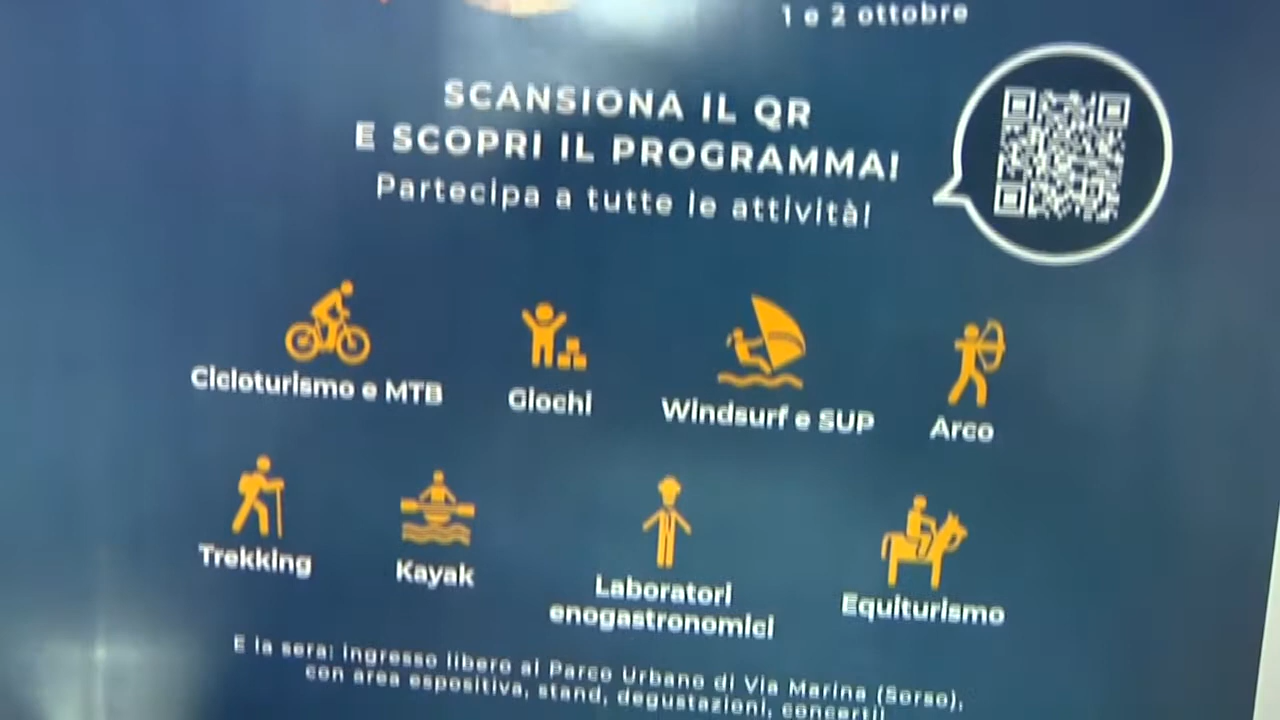 1 e 2 ottobre
SCANSIONA IL QR
E SCOPRI IL PROGRAMMA!
Partecipa a tutte le attività!
Cicloturismo e MTB
Giochi
Windsurf e SUP
Arco
Trekking
Kayak
Laboratori
enogastronomici
Equiturismo
E la sera: ingresso libero al Parco Urbano di Via Marina (Sorso),
con area espositiva, stand, degustazioni, concerti!